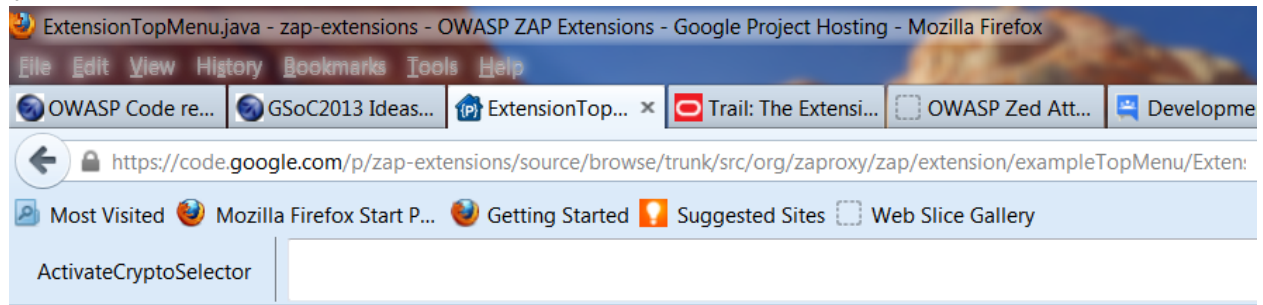 ExtensionTopMenu.java - zap-extensions - OWASP ZAP Extensions - Google Project Hosting - Mozilla Firefox
File Edit View History Bookmarks Tools Help
OWASP Code re... GSoC2013 Ideas... ExtensionTop... × Trail: The Extensi... OWASP Zed Att... Developme
https://code.google.com/p/zap-extensions/source/browse/trunk/src/org/zaproxy/zap/extension/exampleTopMenu/Extens
Most Visited Mozilla Firefox Start P... Getting Started Suggested Sites Web Slice Gallery
ActivateCryptoSelector